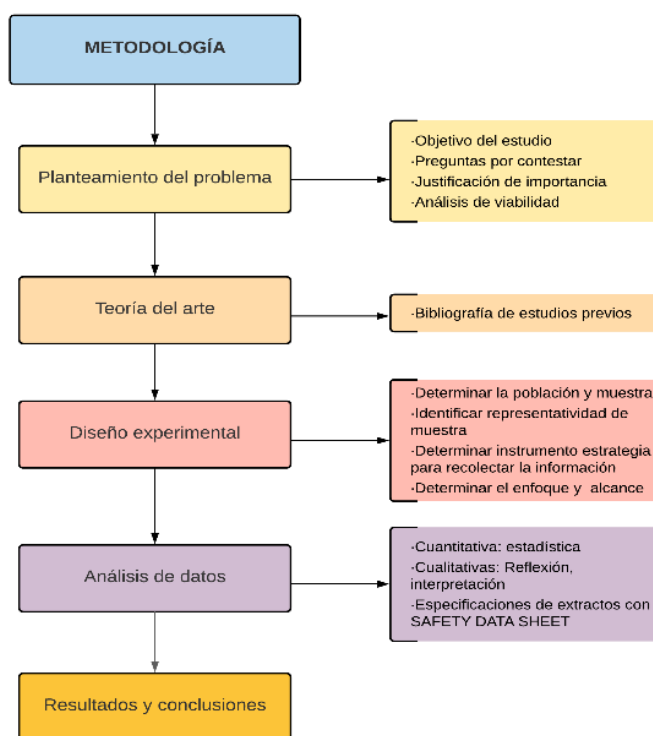 METODOLOGÍA
Planteamiento del problema
·Objetivo del estudio
·Preguntas por contestar
·Justificación de importancia
·Análisis de viabilidad
Teoría del arte
·Bibliografía de estudios previos
Diseño experimental
·Determinar la población y muestra
·Identificar representatividad de
muestra
·Determinar instrumento estrategia
para recolectar la información
·Determinar el enfoque y alcance
Análisis de datos
·Cuantitativa: estadística
·Cualitativas: Reflexión,
interpretación
·Especificaciones de extractos con
SAFETY DATA SHEET
Resultados y conclusiones